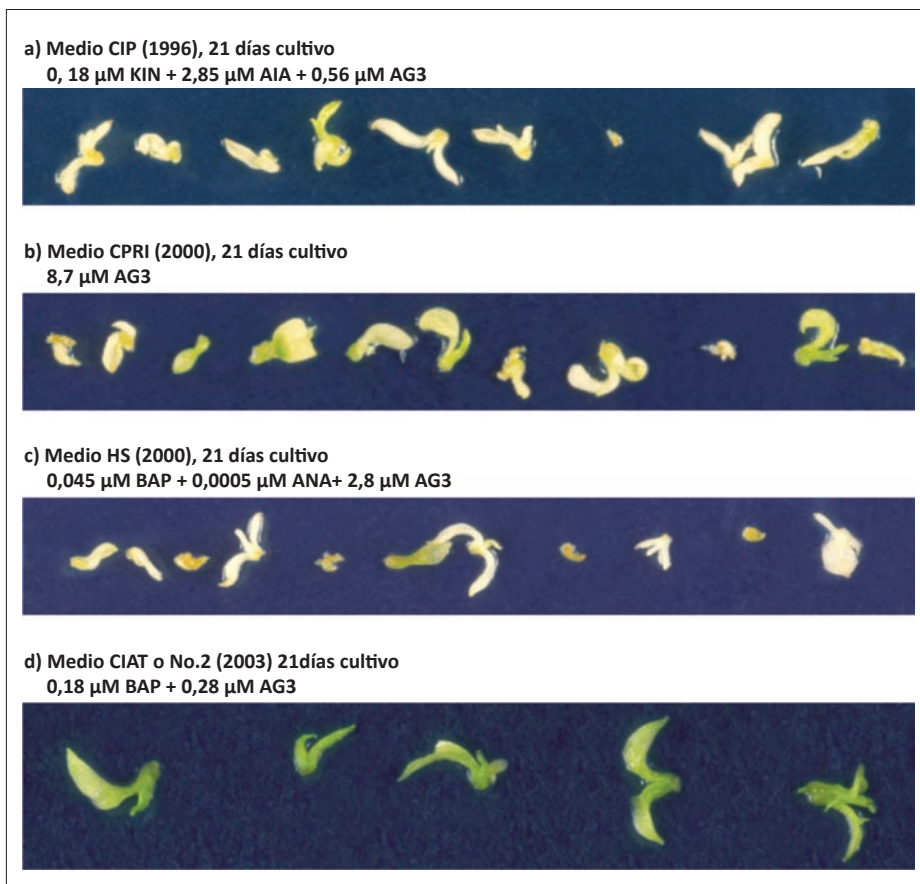 a) Medio CIP (1996), 21 días cultivo
0, 18 µM KIN + 2,85 µM AIA + 0,56 µM AG3
b) Medio CPRI (2000), 21 días cultivo
8,7 µM AG3
c) Medio HS (2000), 21 días cultivo
0,045 µM BAP + 0,0005 µM ANA+ 2,8 µM AG3
d) Medio CIAT o No.2 (2003) 21días cultivo
0,18 µM BAP + 0,28 µM AG3